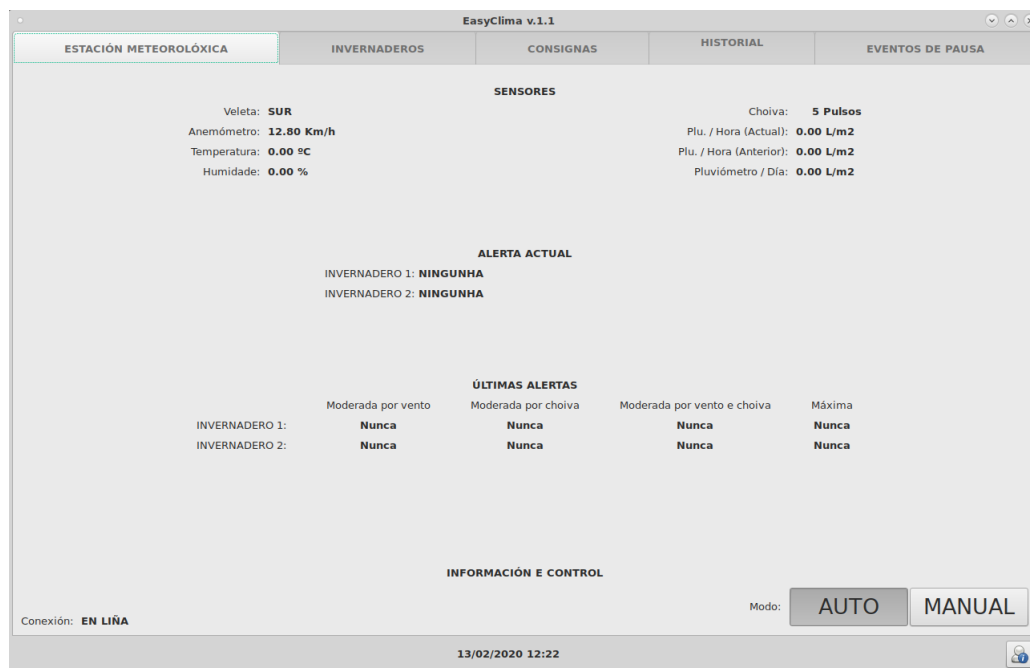 EasyClima v.1.1
ESTACIÓN METEOROLÓXICA INVERNADEROS CONSIGNAS HISTORIAL EVENTOS DE PAUSA
SENSORES
Veleta: SUR Choiva: 5 Pulsos
Anemómetro: 12.80 Km/h Plu. / Hora (Actual): 0.00 L/m2
Temperatura: 0.00 ºC Plu. / Hora (Anterior): 0.00 L/m2
Humidade: 0.00 % Pluviómetro / Día: 0.00 L/m2
ALERTA ACTUAL
INVERNADERO 1: NINGUNHA
INVERNADERO 2: NINGUNHA
ÚLTIMAS ALERTAS
Moderada por vento Moderada por choiva Moderada por vento e choiva Máxima
INVERNADERO 1: Nunca Nunca Nunca Nunca
INVERNADERO 2: Nunca Nunca Nunca Nunca
INFORMACIÓN E CONTROL
Modo: AUTO MANUAL
Conexión: EN LIÑA
13/02/2020 12:22